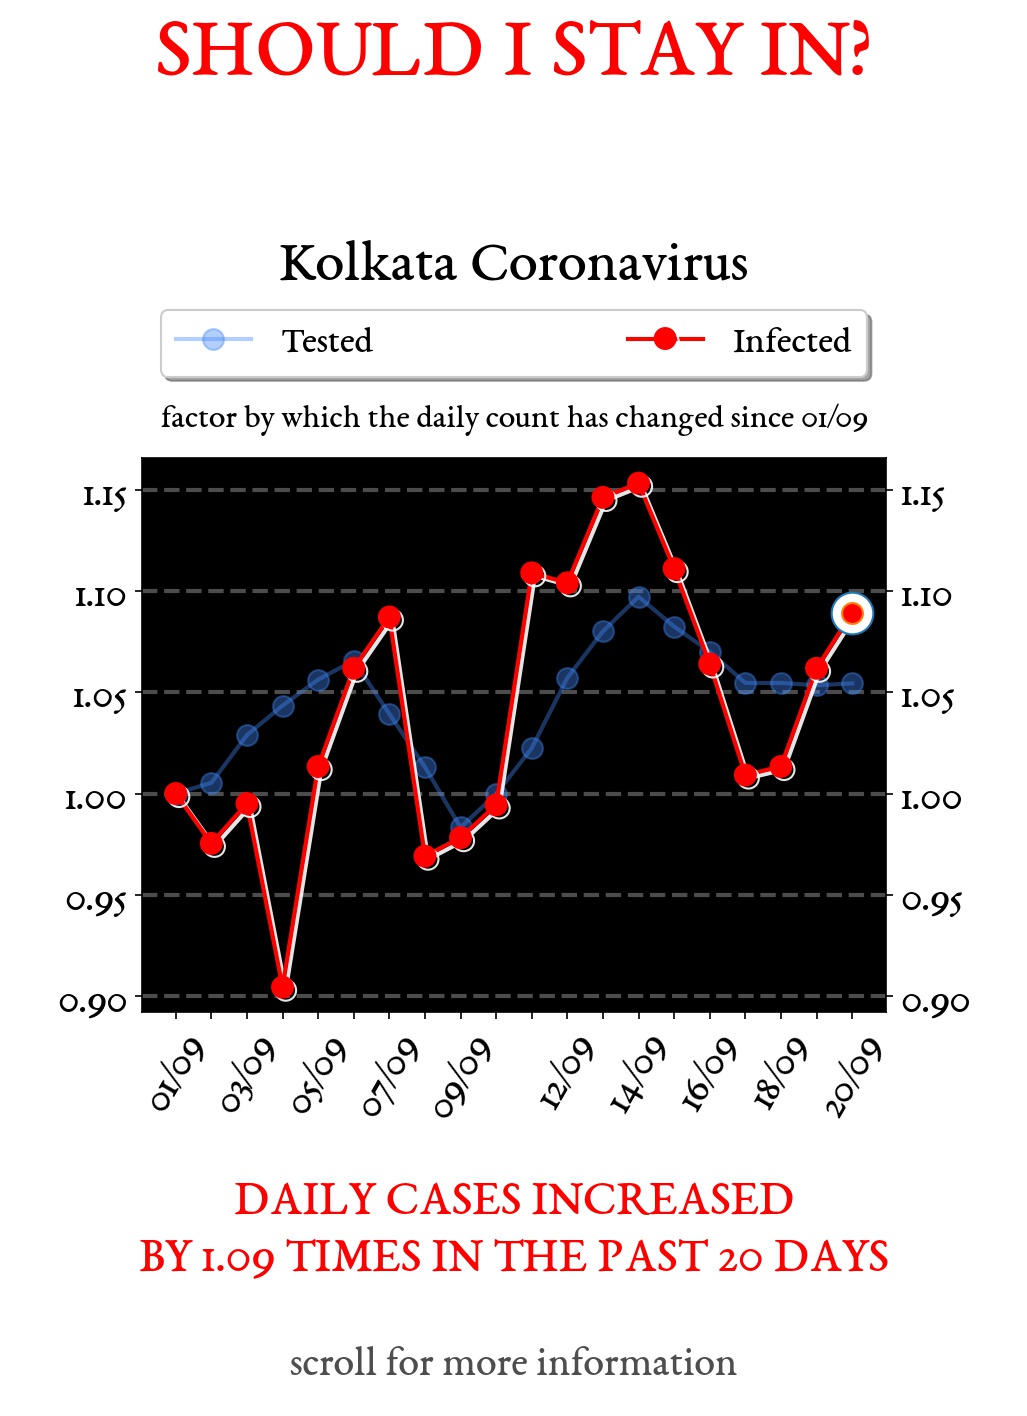 SHOULD I STAY IN?
Kolkata Coronavirus
Tested Infected
factor by which the daily count has changed since 01/09
1.15 1.15
1.10 1.10
1.05 1.05
1.00 1.00
0.95 0.95
0.90 0.90
01/09 03/09 05/09 07/09 09/09 12/09 14/09 16/09 18/09 20/09
DAILY CASES INCREASED
BY 1.09 TIMES IN THE PAST 20 DAYS
scroll for more information